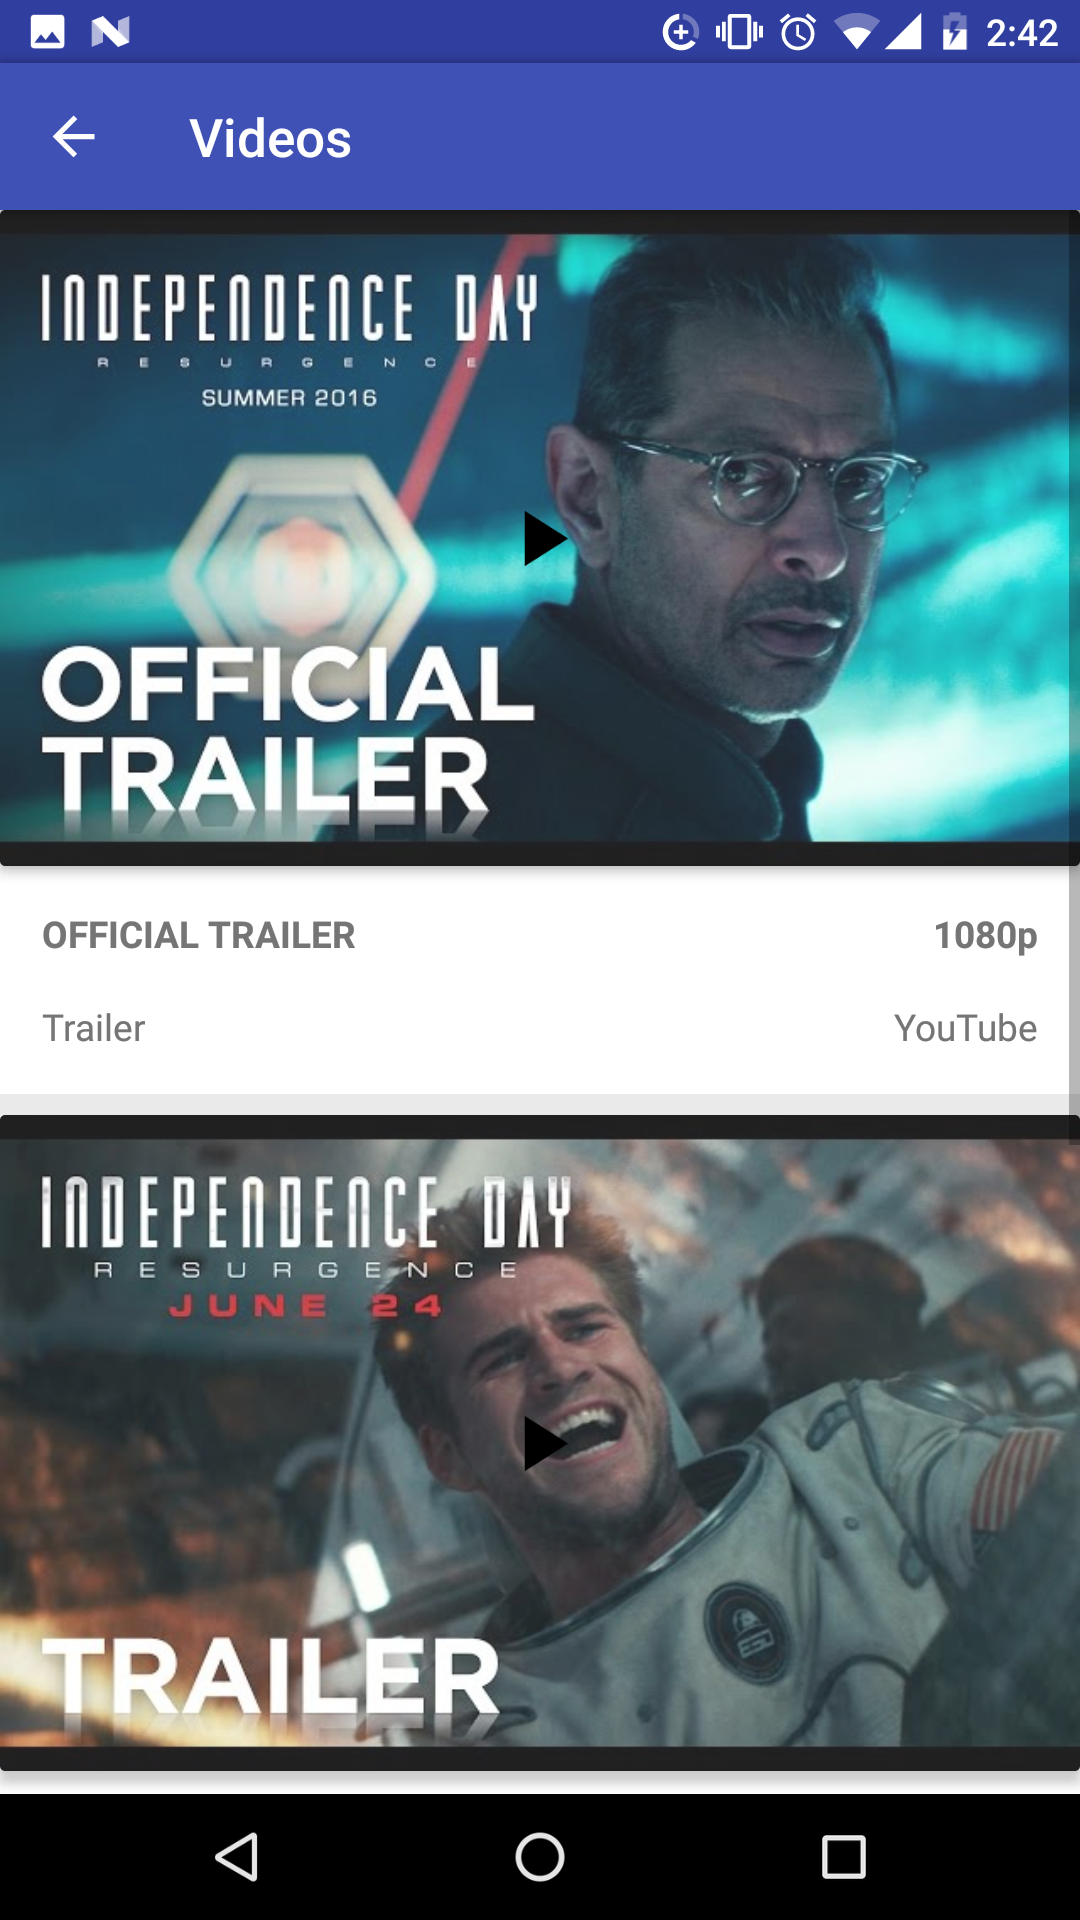 2:42
Videos
INDEPENDENCE DAY
RESURGENCE
SUMMER 2016
OFFICIAL
TRAILER
OFFICIAL TRAILER 1080p
Trailer YouTube
INDEPENDENCE DAY
RESURGENCE
JUNE 24
TRAILER